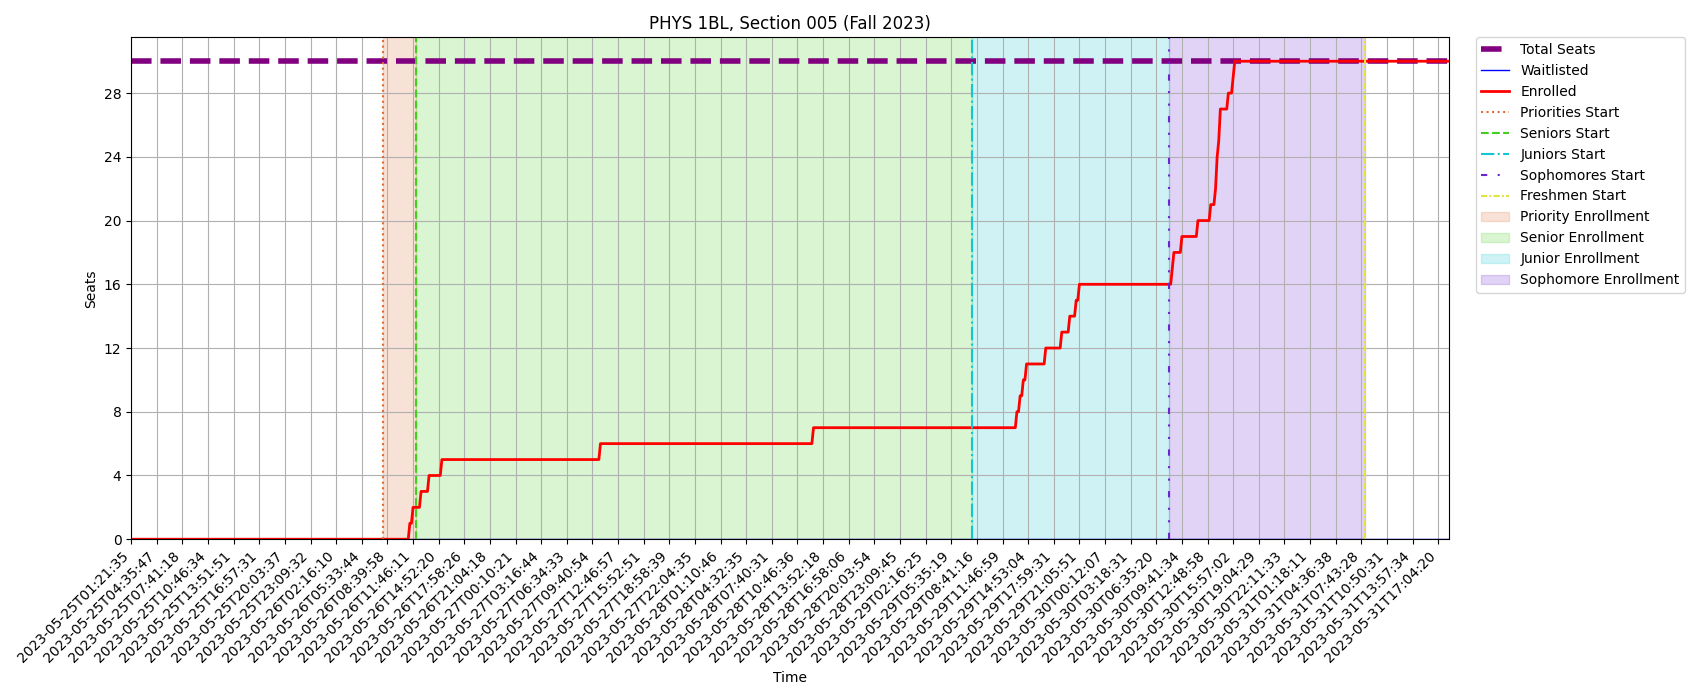 PHYS 1BL, Section 005 (Fall 2023)
Seats
28
24
20
16
12
8
4
0
2023-05-25T01:21:35
2023-05-25T04:35:47
2023-05-25T07:41:18
2023-05-25T10:46:34
2023-05-25T13:51:51
2023-05-25T16:57:31
2023-05-25T20:03:37
2023-05-25T23:09:32
2023-05-26T02:16:10
2023-05-26T05:33:44
2023-05-26T08:39:58
2023-05-26T11:46:11
2023-05-26T14:52:20
2023-05-26T17:58:26
2023-05-26T21:04:18
2023-05-27T00:10:21
2023-05-27T03:16:44
2023-05-27T06:34:33
2023-05-27T09:40:54
2023-05-27T12:46:57
2023-05-27T15:52:51
2023-05-27T18:58:39
2023-05-27T22:04:35
2023-05-28T01:10:46
2023-05-28T04:32:35
2023-05-28T07:40:31
2023-05-28T10:46:36
2023-05-28T13:52:18
2023-05-28T16:58:06
2023-05-28T20:03:54
2023-05-28T23:09:45
2023-05-29T02:16:25
2023-05-29T05:35:19
2023-05-29T08:41:16
2023-05-29T11:46:59
2023-05-29T14:53:04
2023-05-29T17:59:31
2023-05-29T21:05:51
2023-05-30T00:12:07
2023-05-30T03:18:31
2023-05-30T06:35:20
2023-05-30T09:41:34
2023-05-30T12:48:58
2023-05-30T15:57:02
2023-05-30T19:04:29
2023-05-30T22:11:33
2023-05-31T01:18:11
2023-05-31T04:36:38
2023-05-31T07:43:28
2023-05-31T10:50:31
2023-05-31T13:57:34
2023-05-31T17:04:20
Time
Total Seats
Waitlisted
Enrolled
Priorities Start
Seniors Start
Juniors Start
Sophomores Start
Freshmen Start
Priority Enrollment
Senior Enrollment
Junior Enrollment
Sophomore Enrollment